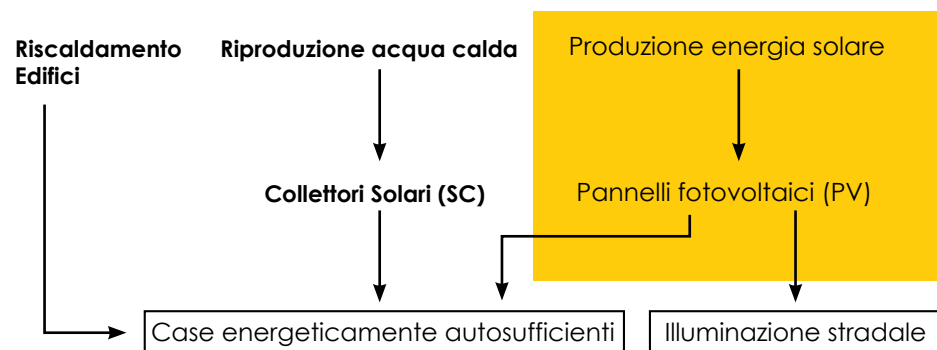 Riscaldamento
Edifici
Riproduzione acqua calda
Produzione energia solare
Collettori Solari (SC)
Pannelli fotovoltaici (PV)
Case energeticamente autosufficienti
Illuminazione stradale